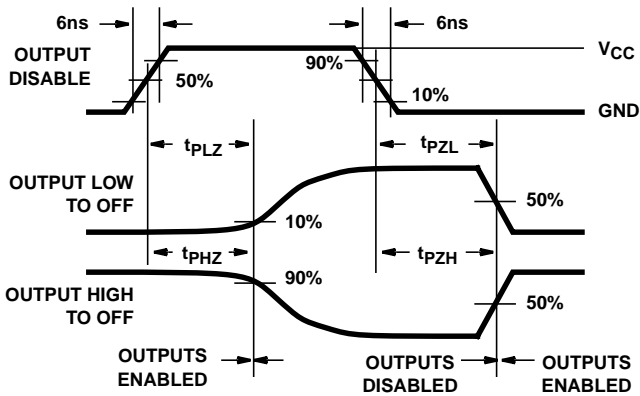 6ns
6ns
OUTPUT
DISABLE
50%
90%
10%
VCC
GND
tPLZ
tPZL
OUTPUT LOW
TO OFF
10%
50%
tPHZ
tPZH
OUTPUT HIGH
TO OFF
90%
50%
OUTPUTS
ENABLED
OUTPUTS
DISABLED
OUTPUTS
ENABLED